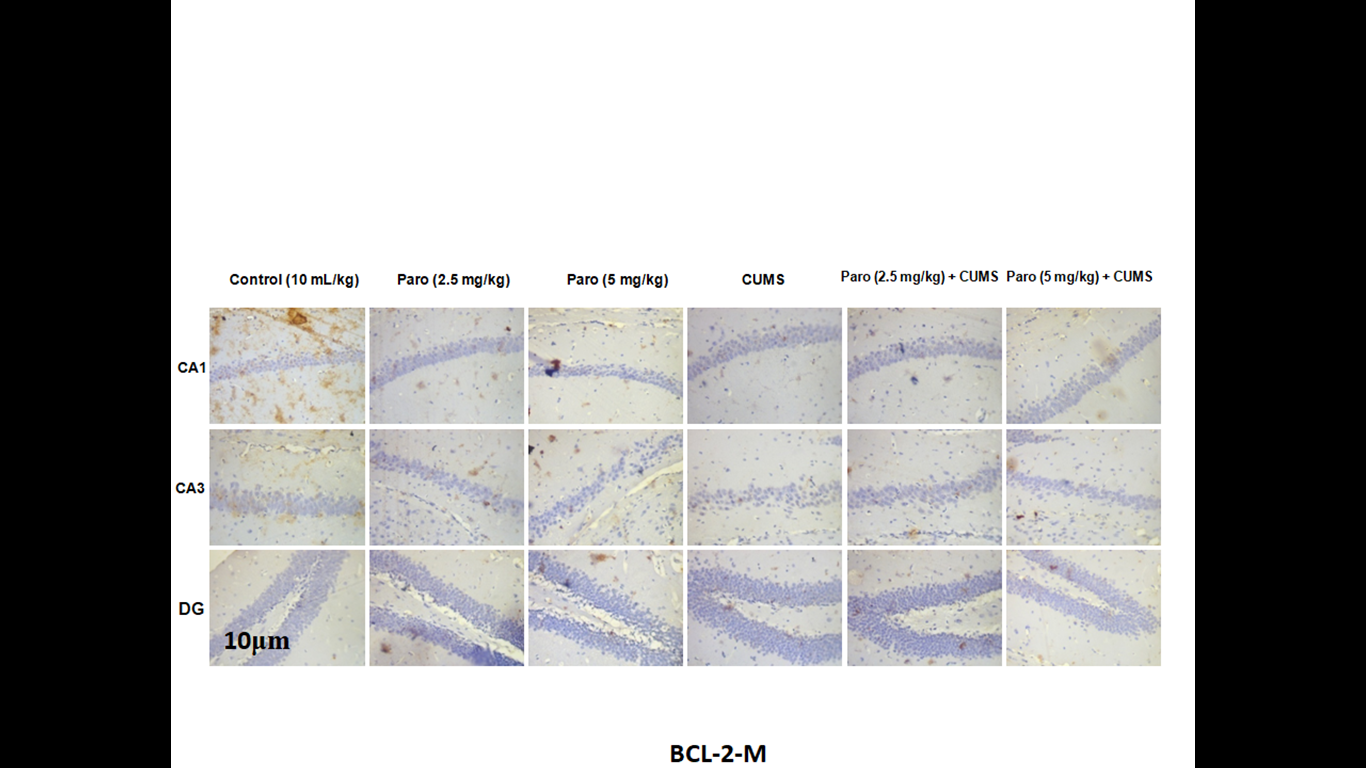 Control (10 mL/kg) Paro (2.5 mg/kg) Paro (5 mg/kg) CUMS Paro (2.5 mg/kg) + CUMS Paro (5 mg/kg) + CUMS
CA1
CA3
DG
10µm
BCL-2-M